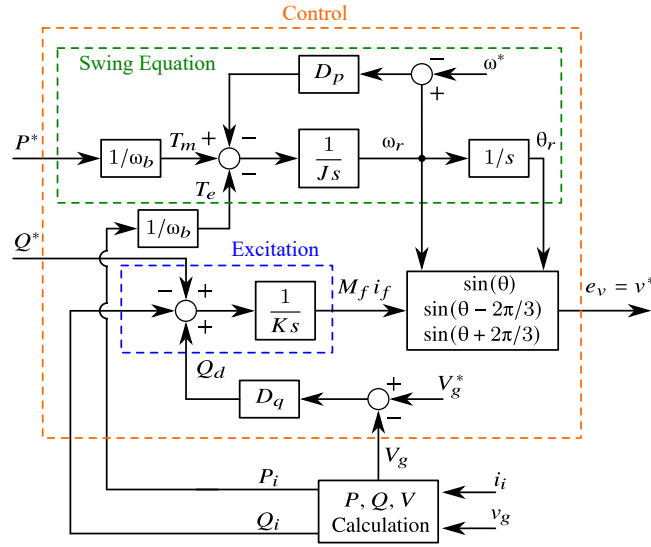 Control
Swing Equation
D_p
−
+
ω*
P*
1/ω_b
T_m
+
−
−
T_e
1
Js
ω_r
1/s
θ_r
1/ω_b
Q*
Excitation
−
+
+
1
Ks
M_f i_f
sin(θ)
sin(θ − 2π/3)
sin(θ + 2π/3)
e_v = v*
Q_d
D_q
+
−
V_g*
V_g
P_i
Q_i
P, Q, V
Calculation
i_i
v_g